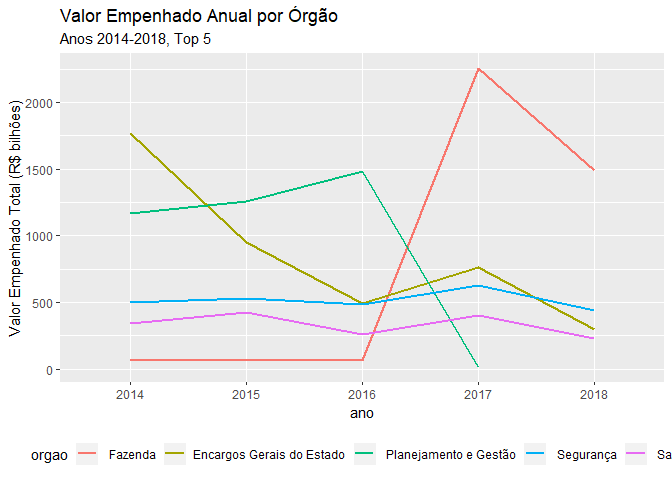 Valor Empenhado Anual por Órgão
Anos 2014-2018, Top 5
Valor Empenhado Total (R$ bilhões)
2000
1500
1000
500
0
2014 2015 2016 2017 2018
ano
orgao Fazenda Encargos Gerais do Estado Planejamento e Gestão Segurança Sa